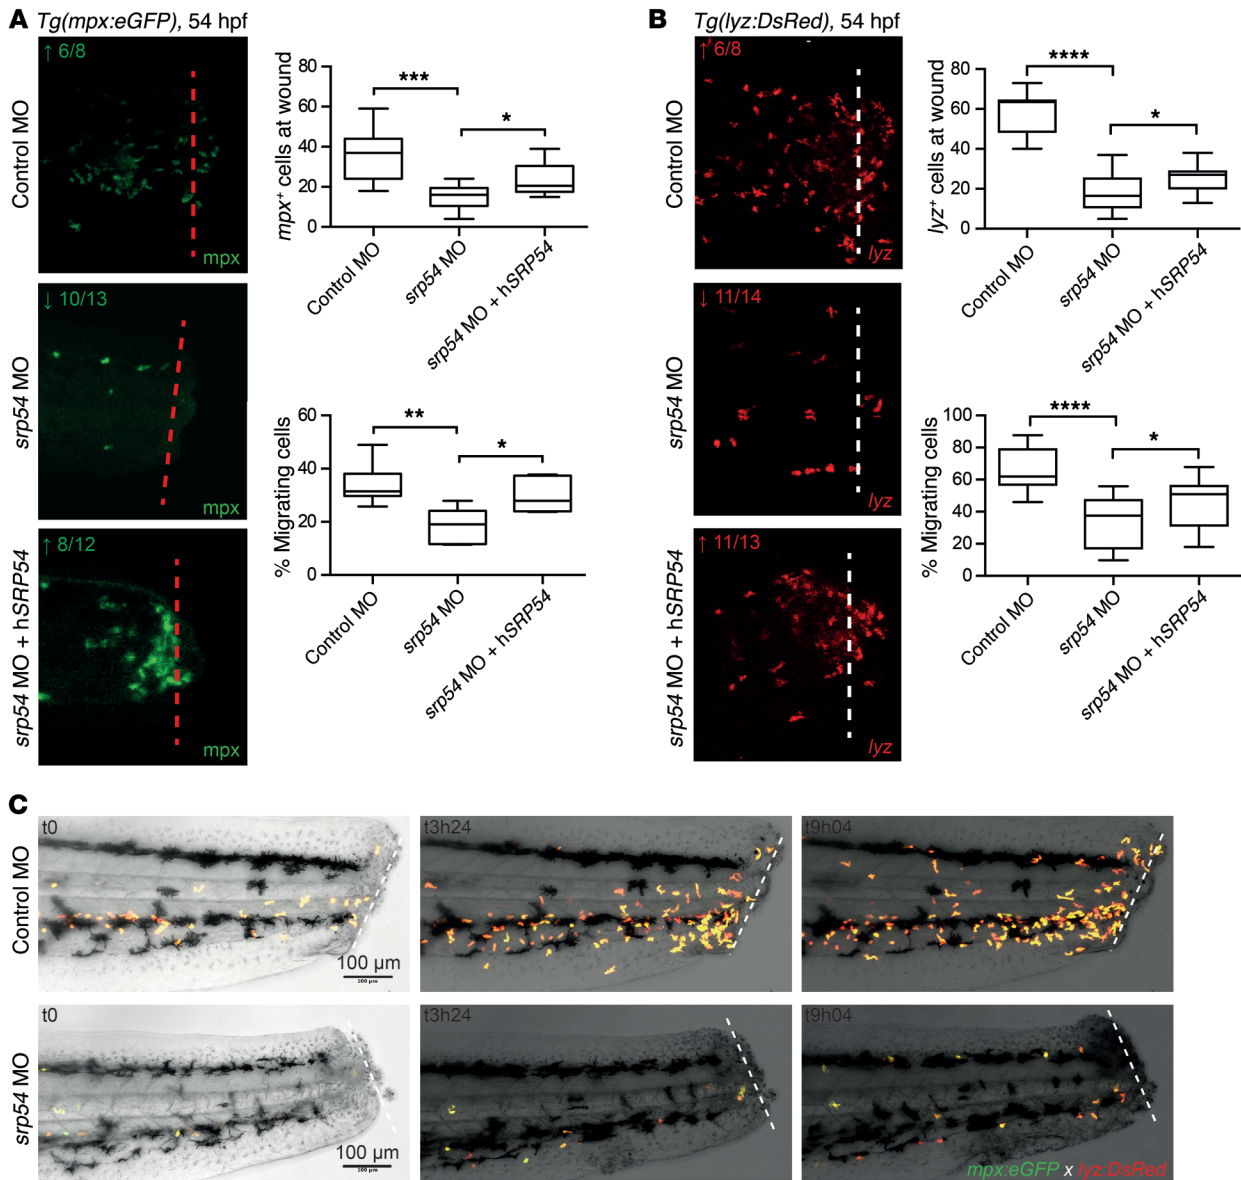 A
Tg(mpx:eGFP), 54 hpf
Control MO
↑ 6/8
mpx
srp54 MO
↓ 10/13
mpx
srp54 MO + hSRP54
↑ 8/12
mpx
mpx+ cells at wound
80
60
40
20
0
***
*
Control MO
srp54 MO
srp54 MO + hSRP54
% Migrating cells
60
40
20
0
**
*
Control MO
srp54 MO
srp54 MO + hSRP54
B
Tg(lyz:DsRed), 54 hpf
Control MO
↑ 6/8
lyz
srp54 MO
↓ 11/14
lyz
srp54 MO + hSRP54
↑ 11/13
lyz
lyz+ cells at wound
80
60
40
20
0
****
*
Control MO
srp54 MO
srp54 MO + hSRP54
% Migrating cells
100
80
60
40
20
0
****
*
Control MO
srp54 MO
srp54 MO + hSRP54
C
Control MO
t0
100 µm
100 µm
t3h24
t9h04
srp54 MO
t0
100 µm
100 µm
t3h24
t9h04
mpx:eGFP x lyz:DsRed